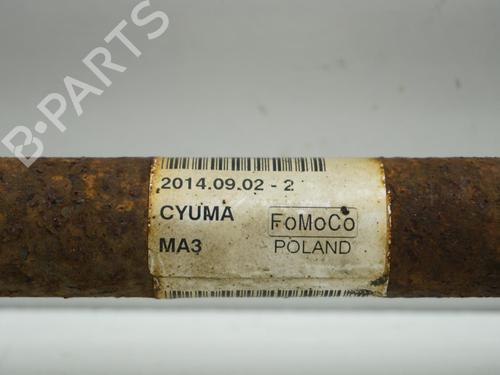 B-PARTS
2014.09.02 - 2
CYUMA FoMoCo
MA3 POLAND